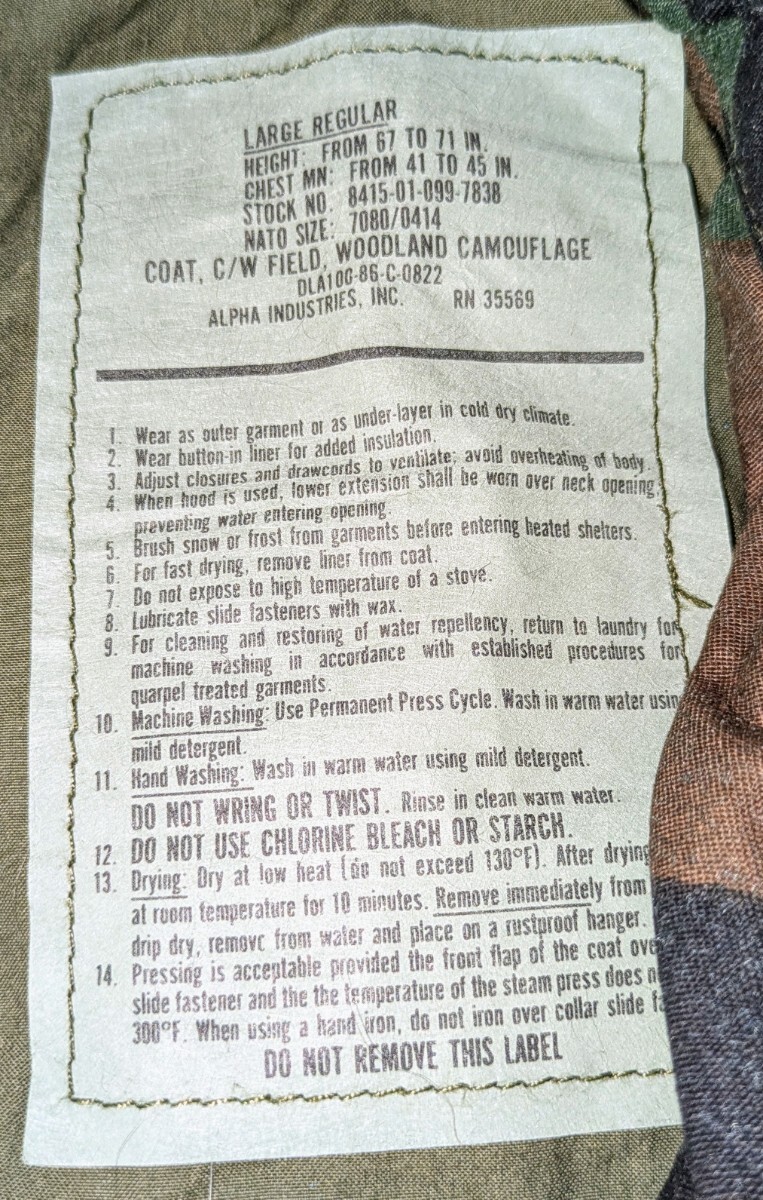 LARGE REGULAR
HEIGHT: FROM 67 TO 71 IN.
CHEST MN: FROM 41 TO 45 IN.
STOCK NO. 8415-01-099-7838
NATO SIZE: 7080/0414
COAT, C/W FIELD, WOODLAND CAMOUFLAGE
DLA100-86-C-0822
ALPHA INDUSTRIES, INC. RN 35569
1. Wear as outer garment or as under-layer in cold dry climate.
2. Wear button-in liner for added insulation.
3. Adjust closures and drawcords to ventilate; avoid overheating of body.
4. When hood is used, lower extension shall be worn over neck opening,
preventing water entering opening.
5. Brush snow or frost from garments before entering heated shelters.
6. For fast drying, remove liner from coat.
7. Do not expose to high temperature of a stove.
8. Lubricate slide fasteners with wax.
9. For cleaning and restoring of water repellency, return to laundry for
machine washing in accordance with established procedures for
quarpel treated garments.
10. Machine Washing: Use Permanent Press Cycle. Wash in warm water usin
mild detergent.
11. Hand Washing: Wash in warm water using mild detergent.
DO NOT WRING OR TWIST. Rinse in clean warm water.
12. DO NOT USE CHLORINE BLEACH OR STARCH.
13. Drying: Dry at low heat (do not exceed 130°F). After drying
at room temperature for 10 minutes. Remove immediately from
drip dry, remove from water and place on a rustproof hanger.
14. Pressing is acceptable provided the front flap of the coat ove
slide fastener and the the temperature of the steam press does n
300°F. When using a hand iron, do not iron over collar slide fa
DO NOT REMOVE THIS LABEL